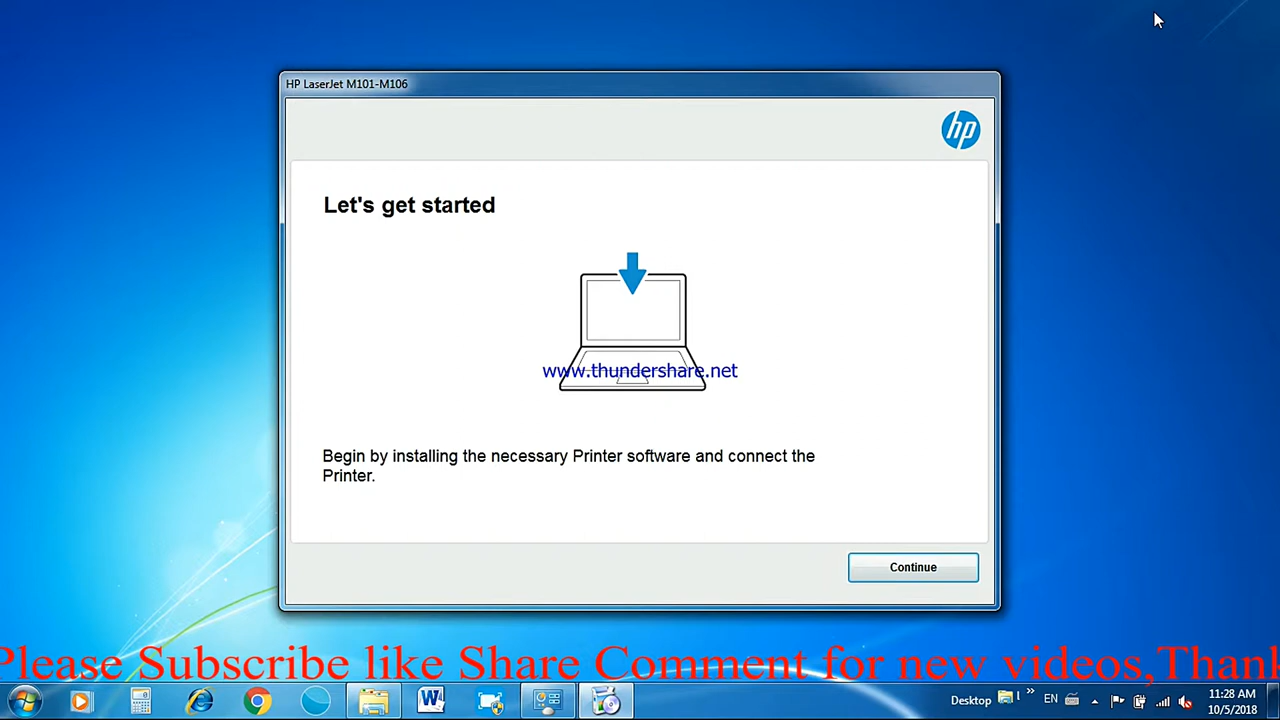 HP LaserJet M101-M106
hp
Let's get started
www.thundershare.net
Begin by installing the necessary Printer software and connect the
Printer.
Continue
Please Subscribe like Share Comment for new videos,Thank
Desktop
EN
11:28 AM
10/5/2018